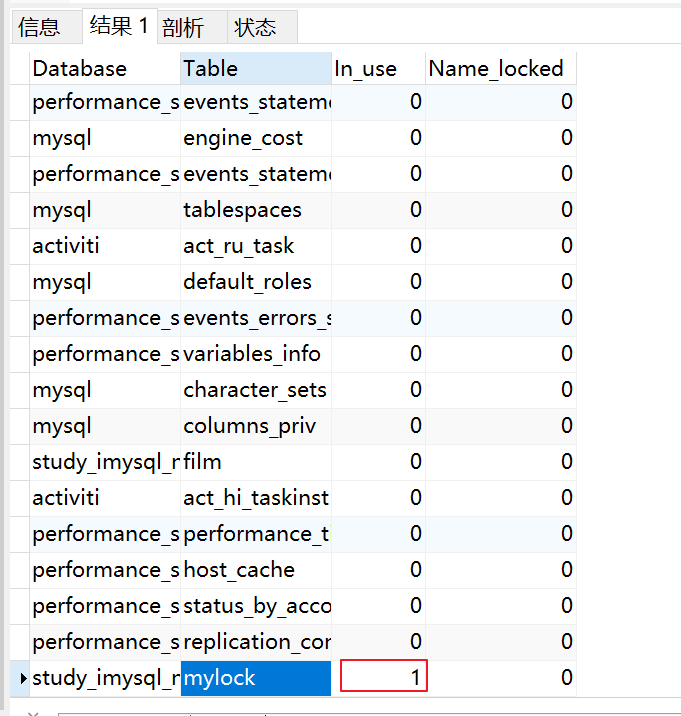 信息 结果 1 剖析 状态
Database Table In_use Name_locked
performance_s events_stateme 0 0
mysql engine_cost 0 0
performance_s events_stateme 0 0
mysql tablespaces 0 0
activiti act_ru_task 0 0
mysql default_roles 0 0
performance_s events_errors_s 0 0
performance_s variables_info 0 0
mysql character_sets 0 0
mysql columns_priv 0 0
study_imysql_r film 0 0
activiti act_hi_taskinst 0 0
performance_s performance_ti 0 0
performance_s host_cache 0 0
performance_s status_by_acco 0 0
performance_s replication_con 0 0
study_imysql_r mylock 1 0